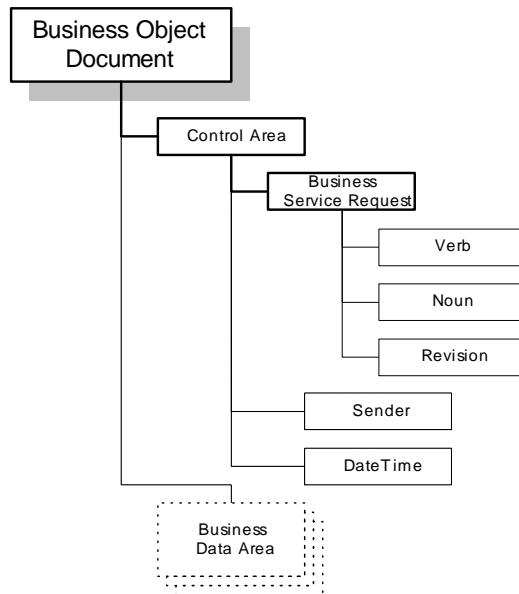 Business Object
Document
Control Area
Business
Service Request
Verb
Noun
Revision
Sender
DateTime
Business
Data Area